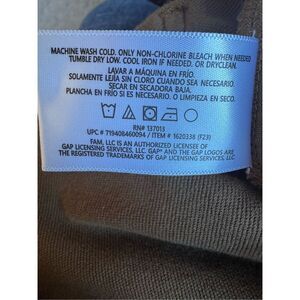 MACHINE WASH COLD. ONLY NON-CHLORINE BLEACH WHEN NEEDED
TUMBLE DRY LOW. COOL IRON IF NEEDED. OR DRYCLEAN.
LAVAR A MÁQUINA EN FRÍO.
SOLAMENTE LEJÍA SIN CLORO CUANDO SEA NECESARIO.
SECAR EN SECADORA BAJA.
PLANCHA EN FRÍO SI ES NECESARIO. O LIMPIEZA EN SECO.
RN# 137013
UPC # 719408460094 / ITEM # 1620338 (F23)
FAM, LLC IS AN AUTHORIZED LICENSEE OF
GAP LICENSING SERVICES, LLC. GAP® AND THE GAP LOGOS ARE
THE REGISTERED TRADEMARKS OF GAP LICENSING SERVICES, LLC.